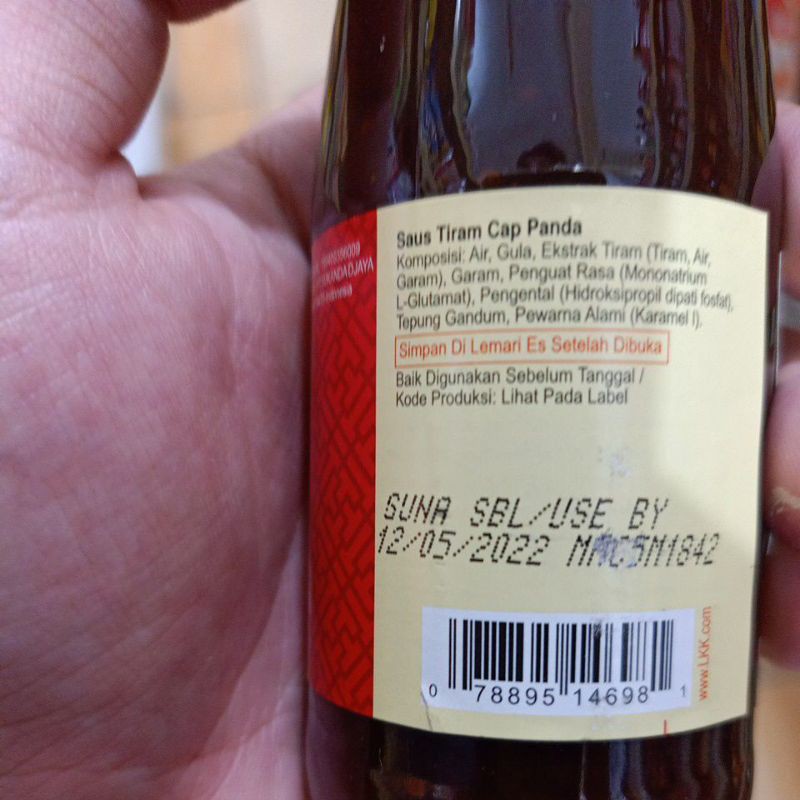 Saus Tiram Cap Panda
Komposisi: Air, Gula, Ekstrak Tiram (Tiram, Air,
Garam), Garam, Penguat Rasa (Mononatrium
L-Glutamat), Pengental (Hidroksipropil dipati fosfat),
Tepung Gandum, Pewarna Alami (Karamel I).
Simpan Di Lemari Es Setelah Dibuka
Baik Digunakan Sebelum Tanggal /
Kode Produksi: Lihat Pada Label
GUNA SBL/USE BY
12/05/2022 MAC5M1842
0 78895 14698 1
www.LKK.com